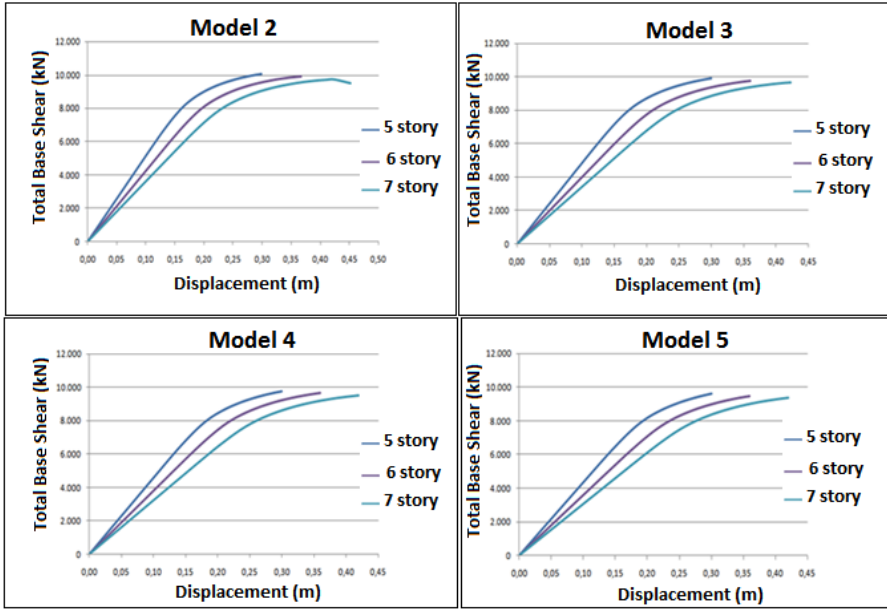 Model 2
Total Base Shear (kN)
12.000
10.000
8.000
6.000
4.000
2.000
0
0,00 0,05 0,10 0,15 0,20 0,25 0,30 0,35 0,40 0,45 0,50
Displacement (m)
5 story
6 story
7 story
Model 3
Total Base Shear (kN)
12.000
10.000
8.000
6.000
4.000
2.000
0
0,00 0,05 0,10 0,15 0,20 0,25 0,30 0,35 0,40 0,45
Displacement (m)
5 story
6 story
7 story
Model 4
Total Base Shear (kN)
12.000
10.000
8.000
6.000
4.000
2.000
0
0,00 0,05 0,10 0,15 0,20 0,25 0,30 0,35 0,40 0,45
Displacement (m)
5 story
6 story
7 story
Model 5
Total Base Shear (kN)
12.000
10.000
8.000
6.000
4.000
2.000
0
0,00 0,05 0,10 0,15 0,20 0,25 0,30 0,35 0,40 0,45
Displacement (m)
5 story
6 story
7 story